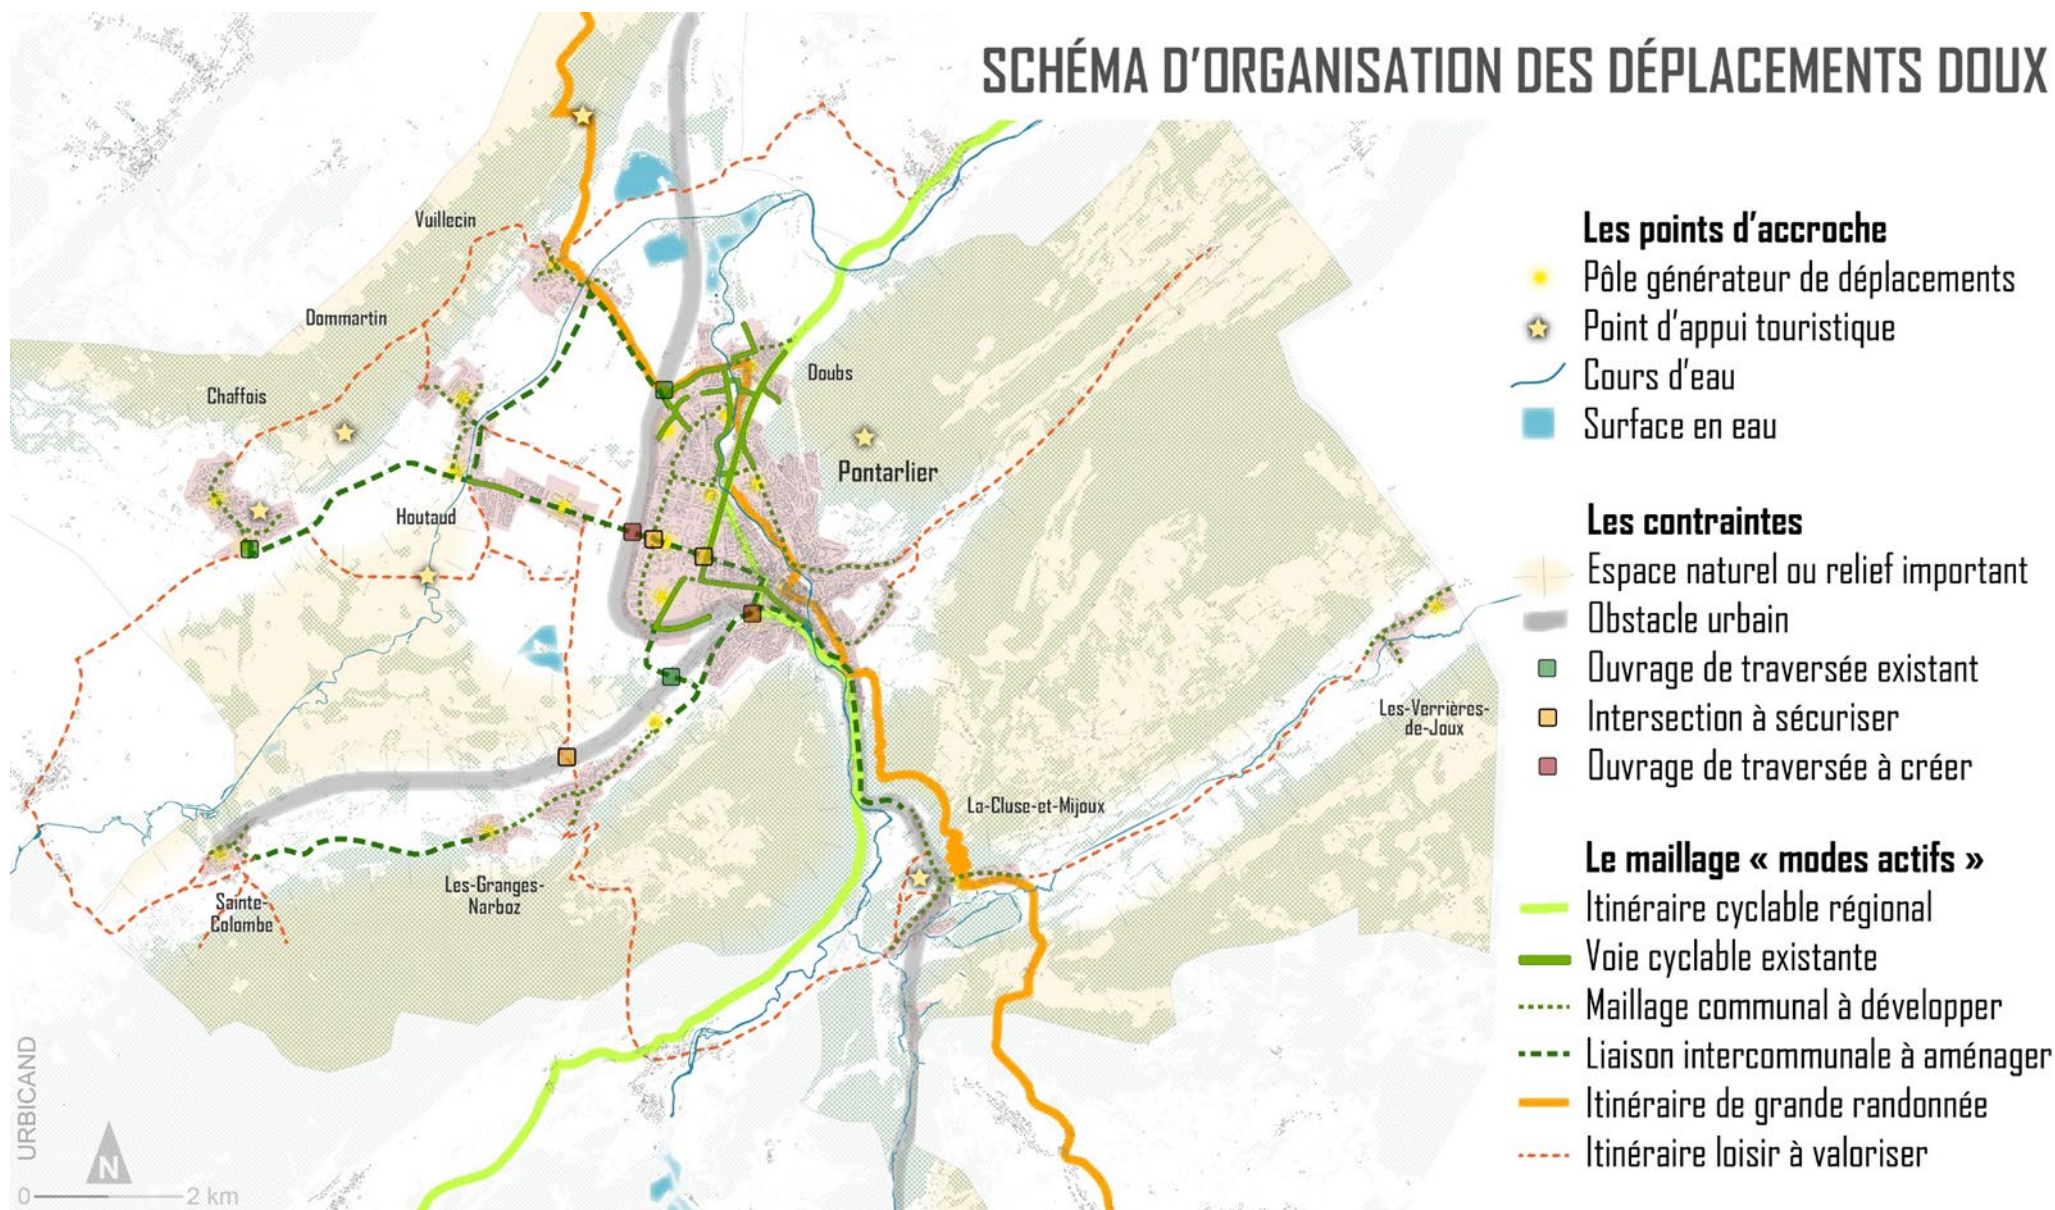 SCHÉMA D'ORGANISATION DES DÉPLACEMENTS DOUX
Vuillecin
Dommartin
Doubs
Chaffois
Pontarlier
Houtaud
Les-Verrières-
de-Joux
La-Cluse-et-Mijoux
Les-Granges-
Narboz
Sainte-
Colombe
Les points d'accroche
Pôle générateur de déplacements
Point d'appui touristique
Cours d'eau
Surface en eau
Les contraintes
Espace naturel ou relief important
Obstacle urbain
Ouvrage de traversée existant
Intersection à sécuriser
Ouvrage de traversée à créer
Le maillage « modes actifs »
Itinéraire cyclable régional
Voie cyclable existante
Maillage communal à développer
Liaison intercommunale à aménager
Itinéraire de grande randonnée
Itinéraire loisir à valoriser
URBICAND
N
0 2 km